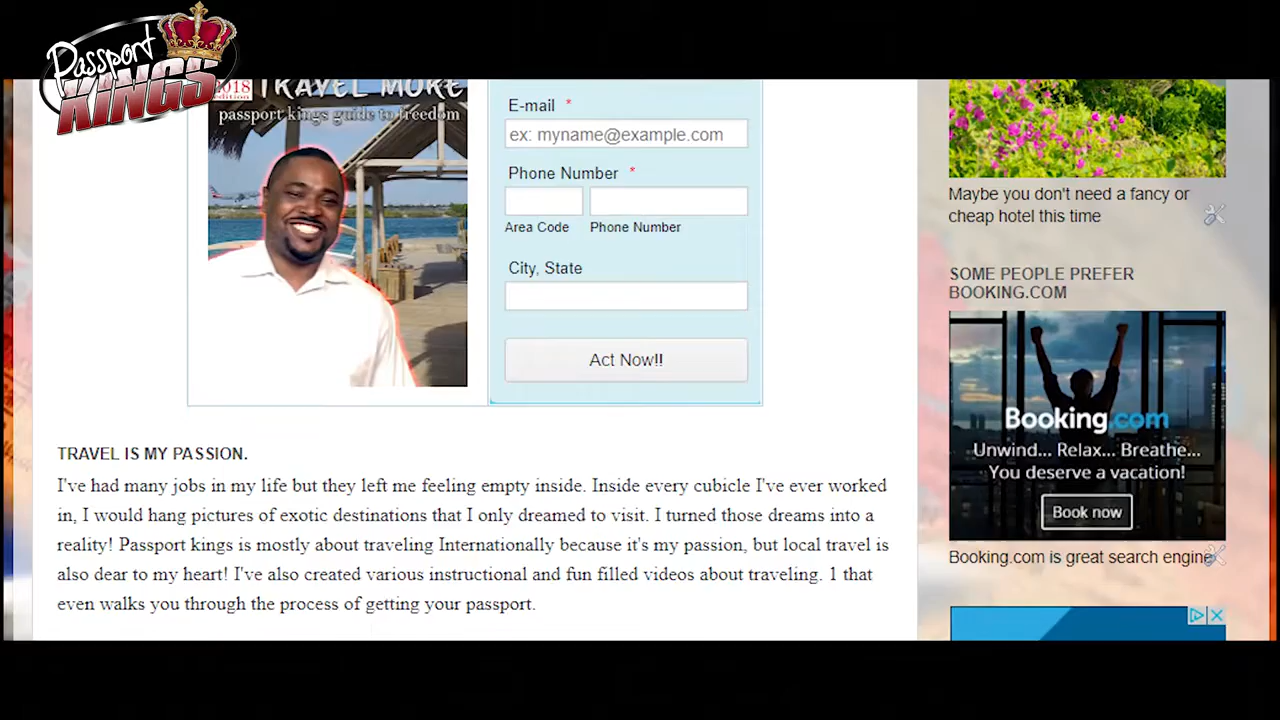 Passport
KINGS
2018
edition
TRAVEL MORE
passport kings guide to freedom
E-mail *
ex: myname@example.com
Phone Number *
Area Code
Phone Number
City, State
Act Now!!
TRAVEL IS MY PASSION.
I've had many jobs in my life but they left me feeling empty inside. Inside every cubicle I've ever worked
in, I would hang pictures of exotic destinations that I only dreamed to visit. I turned those dreams into a
reality! Passport kings is mostly about traveling Internationally because it's my passion, but local travel is
also dear to my heart! I've also created various instructional and fun filled videos about traveling. 1 that
even walks you through the process of getting your passport.
Maybe you don't need a fancy or
cheap hotel this time
SOME PEOPLE PREFER
BOOKING.COM
Booking.com
Unwind... Relax... Breathe...
You deserve a vacation!
Book now
Booking.com is great search engine